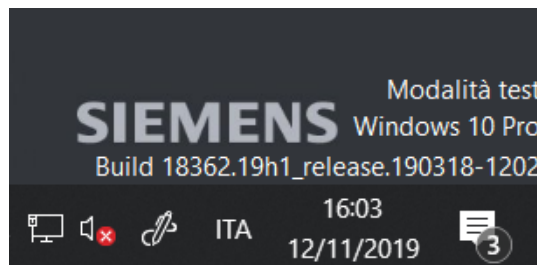 Modalità test
SIEMENS Windows 10 Pro
Build 18362.19h1_release.190318-1202
ITA
16:03
12/11/2019
3